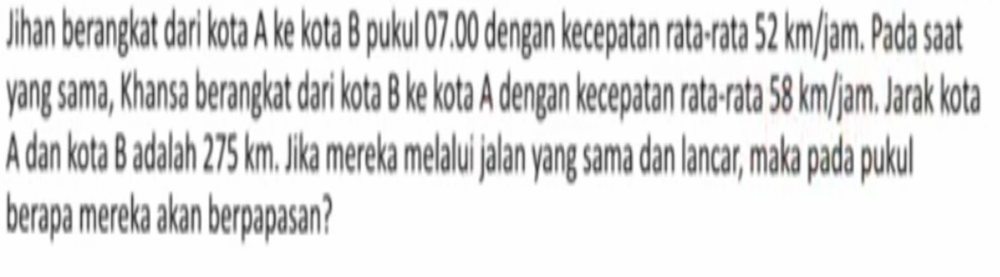 Jihan berangkat dari kota A ke kota B pukul 07.00 dengan kecepatan rata-rata 52 km/jam. Pada saat
yang sama, Khansa berangkat dari kota B ke kota A dengan kecepatan rata-rata 58 km/jam. Jarak kota
A dan kota B adalah 275 km. Jika mereka melalui jalan yang sama dan lancar, maka pada pukul
berapa mereka akan berpapasan?